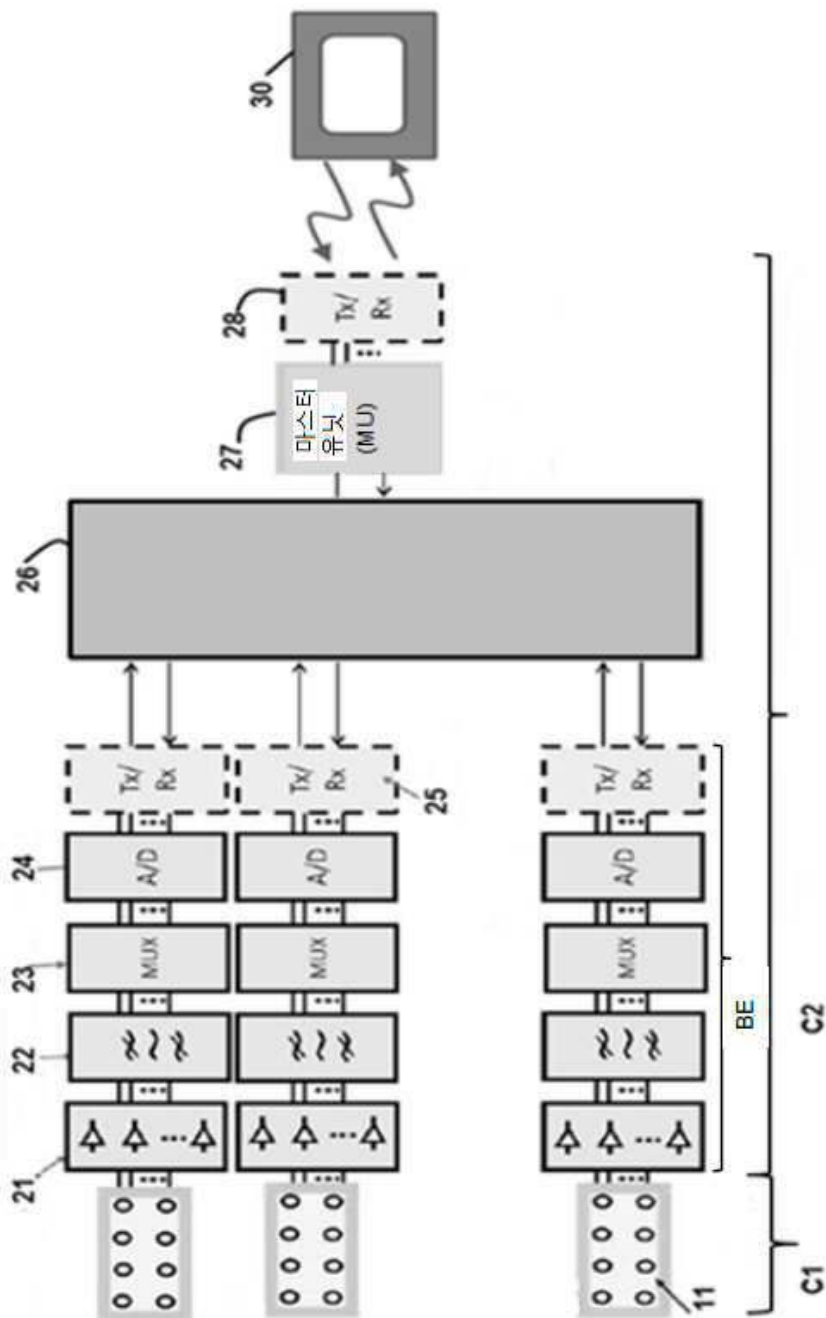 30
28
Tx/
Rx
27
마스터
유닛
(MU)
26
Tx/
Rx
Tx/
Rx
25
Tx/
Rx
24
A/D
A/D
A/D
23
MUX
MUX
MUX
22
21
BE
C2
11
C1